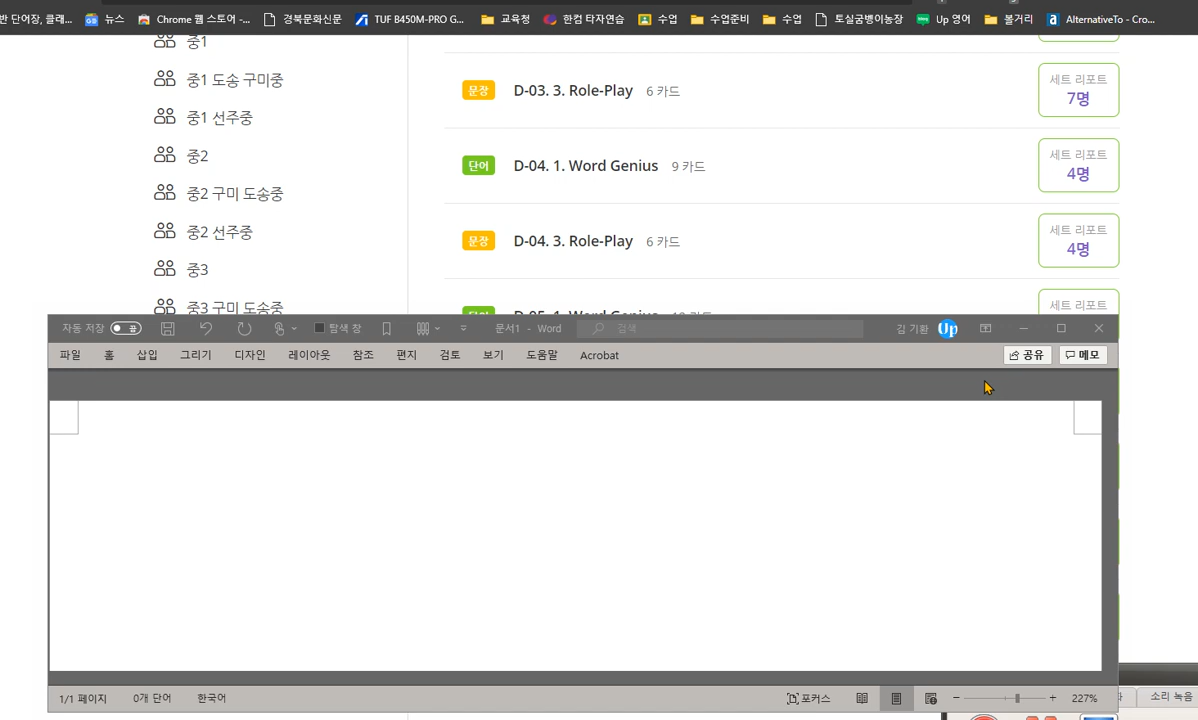 반 단어장, 클래... 뉴스 Chrome 웹 스토어 -... 경북문화신문 TUF B450M-PRO G... 교육청 한컴 타자연습 수업 수업준비 수업 토실굼벵이농장 Up 영어 볼거리 AlternativeTo - Cro...
중1
중1 도송 구미중
중1 선주중
중2
중2 구미 도송중
중2 선주중
중3
중3 구미 도송중
문장 D-03. 3. Role-Play 6 카드 세트 리포트
7명
단어 D-04. 1. Word Genius 9 카드 세트 리포트
4명
문장 D-04. 3. Role-Play 6 카드 세트 리포트
4명
세트 리포트
자동 저장 탐색 창 문서1 - Word 검색 김 기환 Up
파일 홈 삽입 그리기 디자인 레이아웃 참조 편지 검토 보기 도움말 Acrobat 공유 메모
1/1 페이지 0개 단어 한국어 포커스 227%
소리 녹음